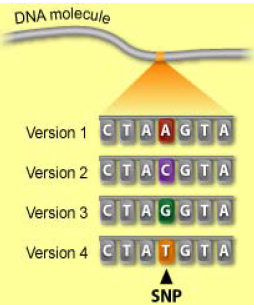 DNA molecule
Version 1 C T A A G T A
Version 2 C T A C G T A
Version 3 C T A G G T A
Version 4 C T A T G T A
SNP